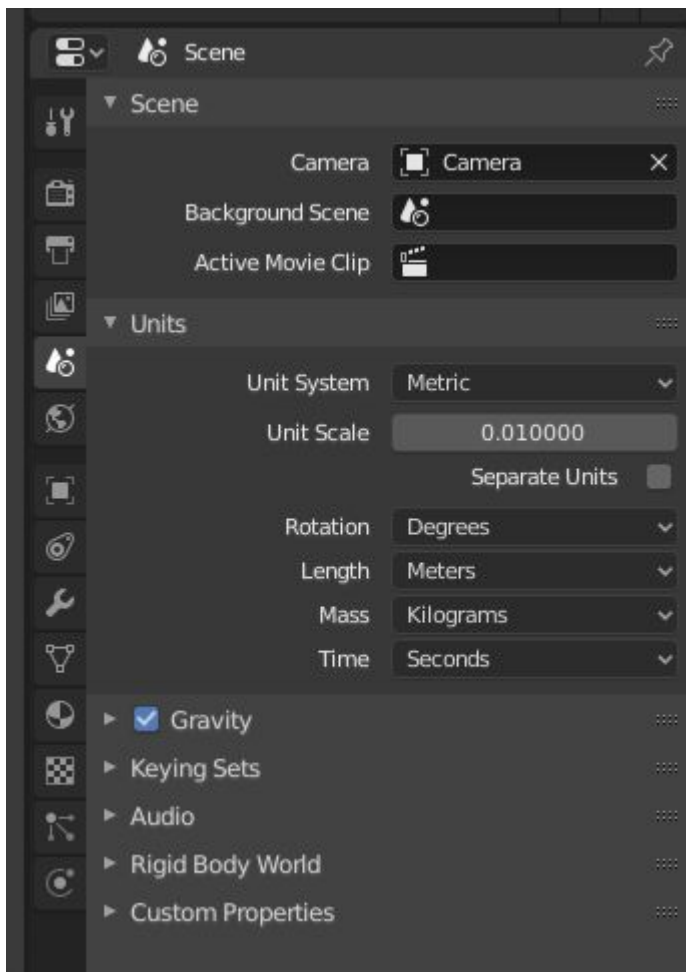 Scene
Scene
Camera Camera
Background Scene
Active Movie Clip
Units
Unit System Metric
Unit Scale 0.010000
Separate Units
Rotation Degrees
Length Meters
Mass Kilograms
Time Seconds
Gravity
Keying Sets
Audio
Rigid Body World
Custom Properties